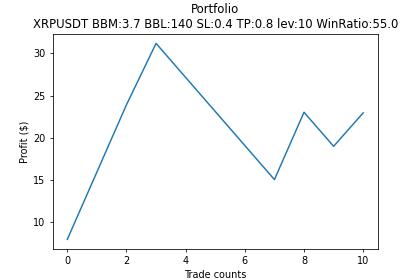 Portfolio
XRPUSDT BBM:3.7 BBL:140 SL:0.4 TP:0.8 lev:10 WinRatio:55.0
30
25
20
15
10
Profit ($)
0 2 4 6 8 10
Trade counts